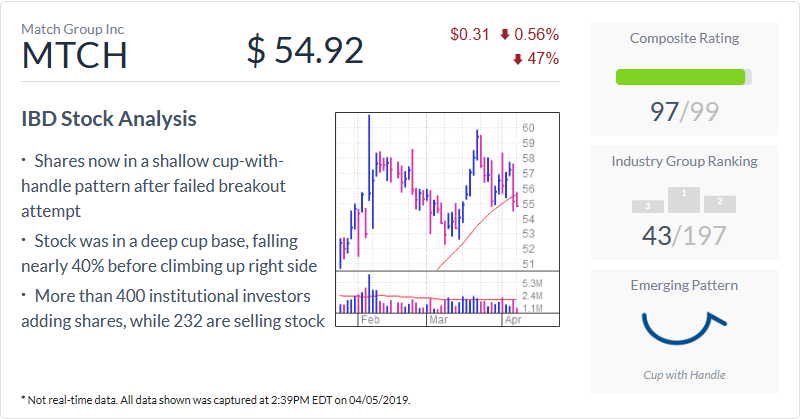 Match Group Inc
MTCH
$ 54.92
$0.31 0.56%
47%
IBD Stock Analysis
· Shares now in a shallow cup-with-
handle pattern after failed breakout
attempt
· Stock was in a deep cup base, falling
nearly 40% before climbing up right side
· More than 400 institutional investors
adding shares, while 232 are selling stock
60
59
58
57
56
55
54
53
52
51
5.3M
2.4M
1.1M
Feb Mar Apr
Composite Rating
97/99
Industry Group Ranking
3 1 2
43/197
Emerging Pattern
Cup with Handle
* Not real-time data. All data shown was captured at 2:39PM EDT on 04/05/2019.